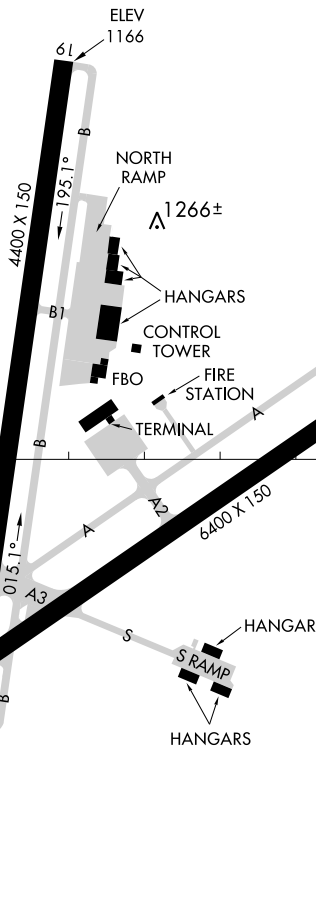 ELEV
1166
19
B
NORTH
RAMP
195.1°
4400 X 150
1266±
HANGARS
B1
CONTROL
TOWER
FBO
FIRE
STATION
A
TERMINAL
B
A2
6400 X 150
A
015.1°
A3
S
HANGAR
S RAMP
B
HANGARS